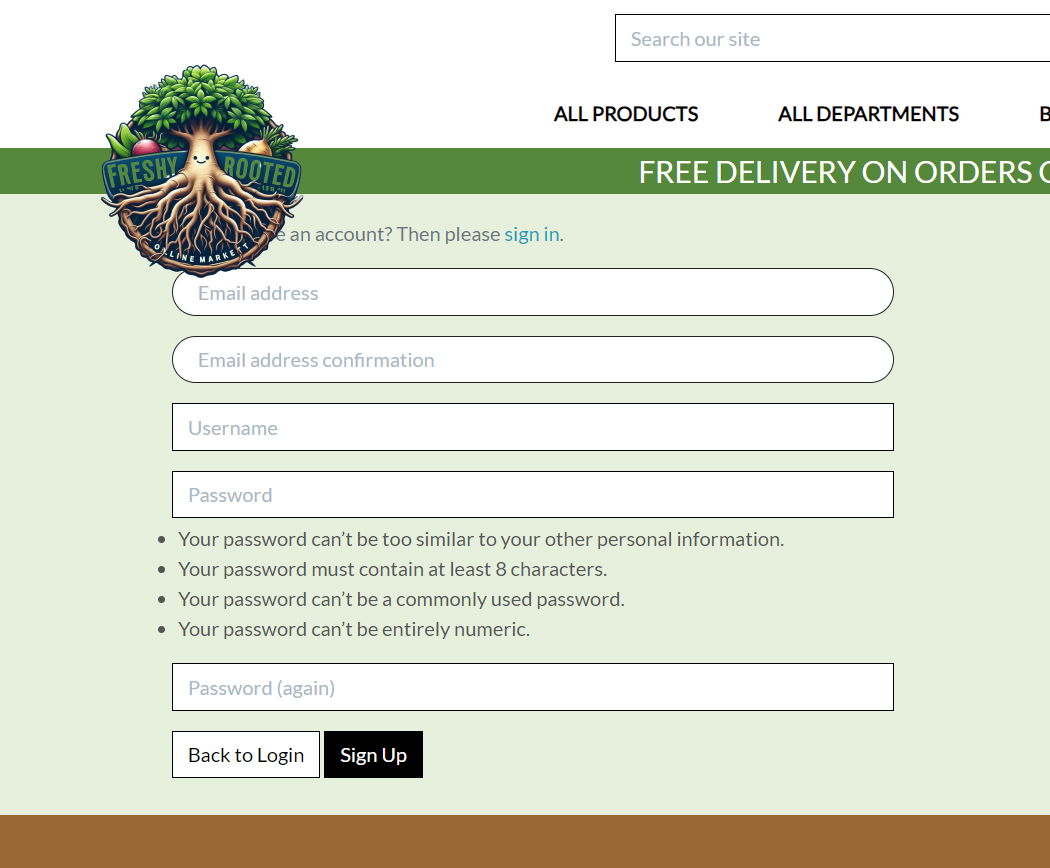 Search our site
ALL PRODUCTS ALL DEPARTMENTS B
FRESHY ROOTED
FREE DELIVERY ON ORDERS
OLLINE MARKETT
e an account? Then please sign in.
Email address
Email address confirmation
Username
Password
• Your password can’t be too similar to your other personal information.
• Your password must contain at least 8 characters.
• Your password can’t be a commonly used password.
• Your password can’t be entirely numeric.
Password (again)
Back to Login Sign Up